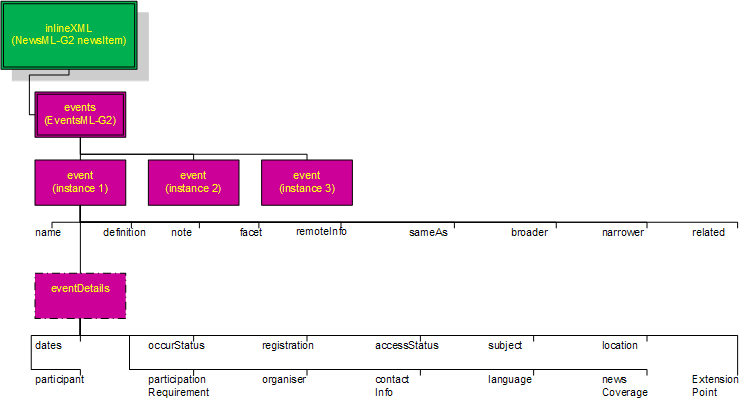 inlineXML
(NewsML-G2 newsItem)
events
(EventsML-G2)
event
(instance 1)
event
(instance 2)
event
(instance 3)
name
definition
note
facet
remoteInfo
sameAs
broader
narrower
related
eventDetails
dates
occurStatus
registration
accessStatus
subject
location
participant
participation
Requirement
organiser
contact
Info
language
news
Coverage
Extension
Point